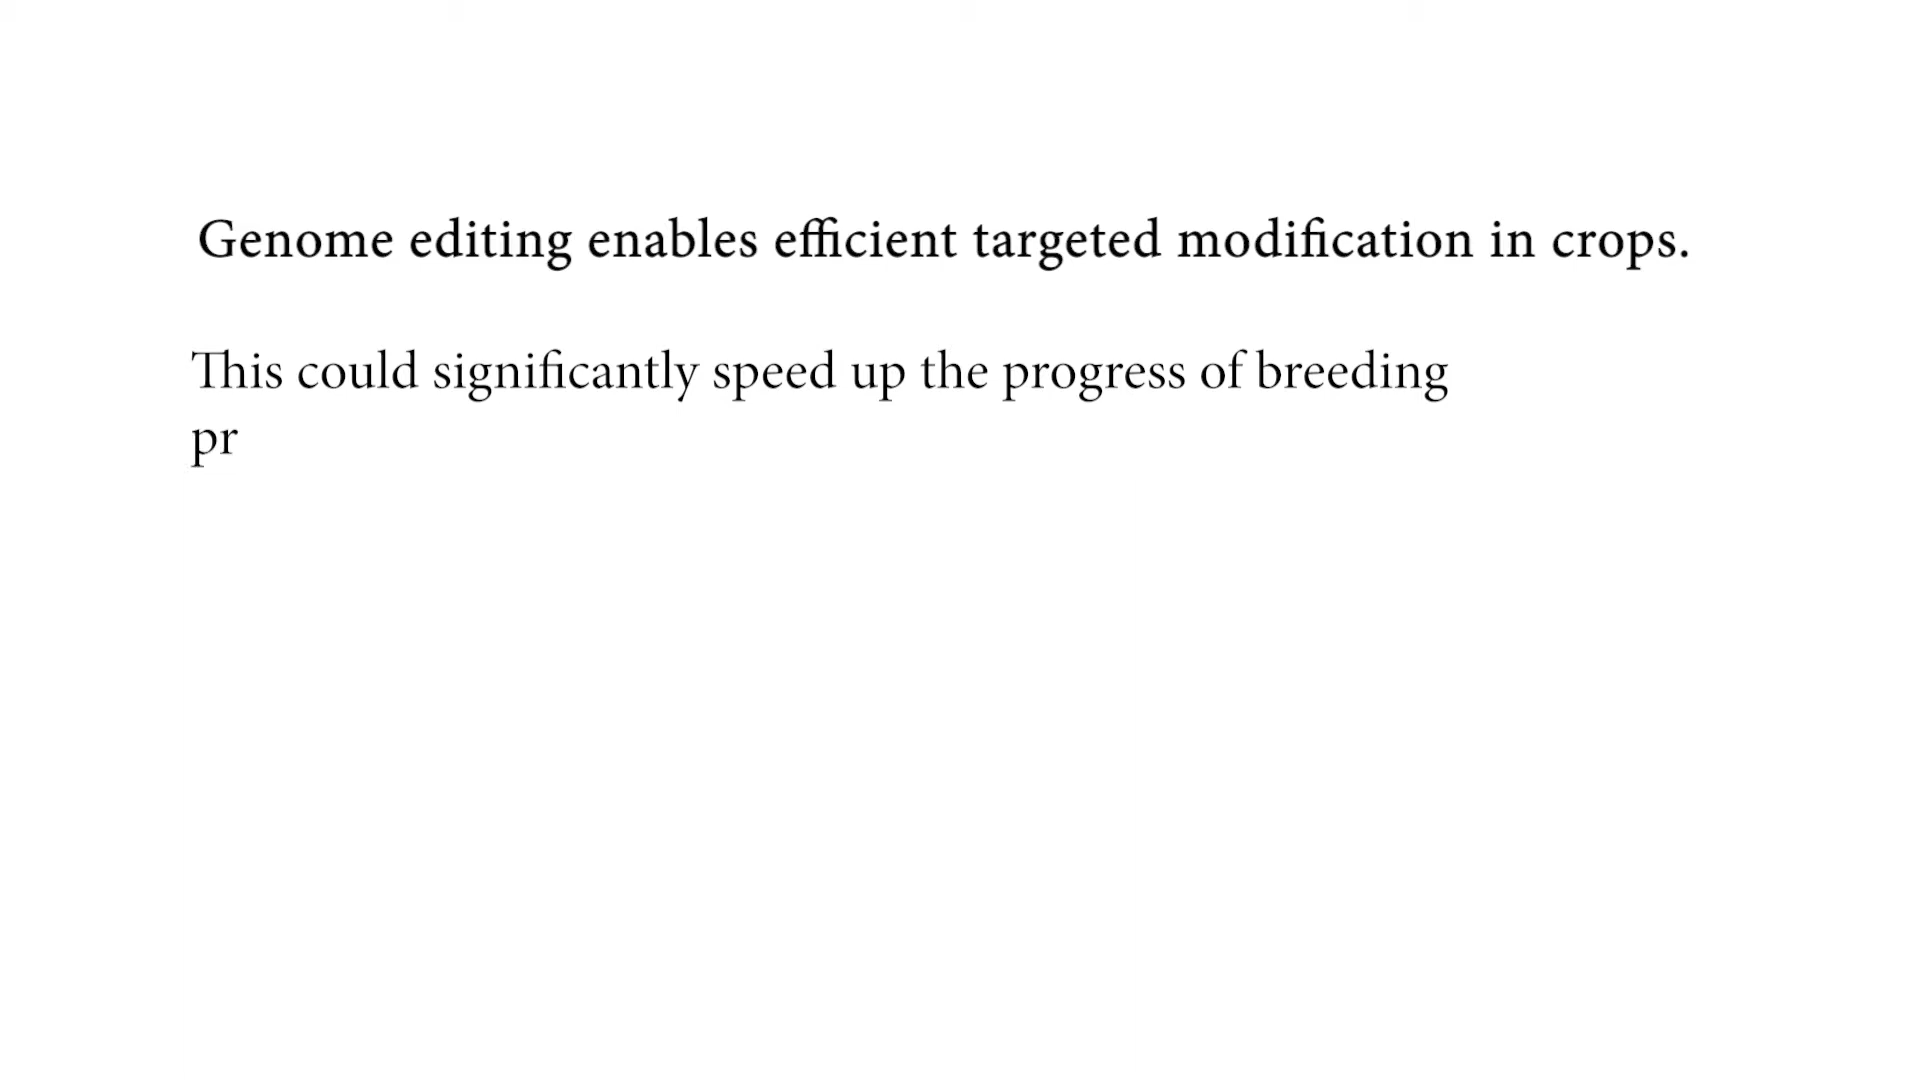 Genome editing enables efficient targeted modification in crops.
This could significantly speed up the progress of breeding
pr